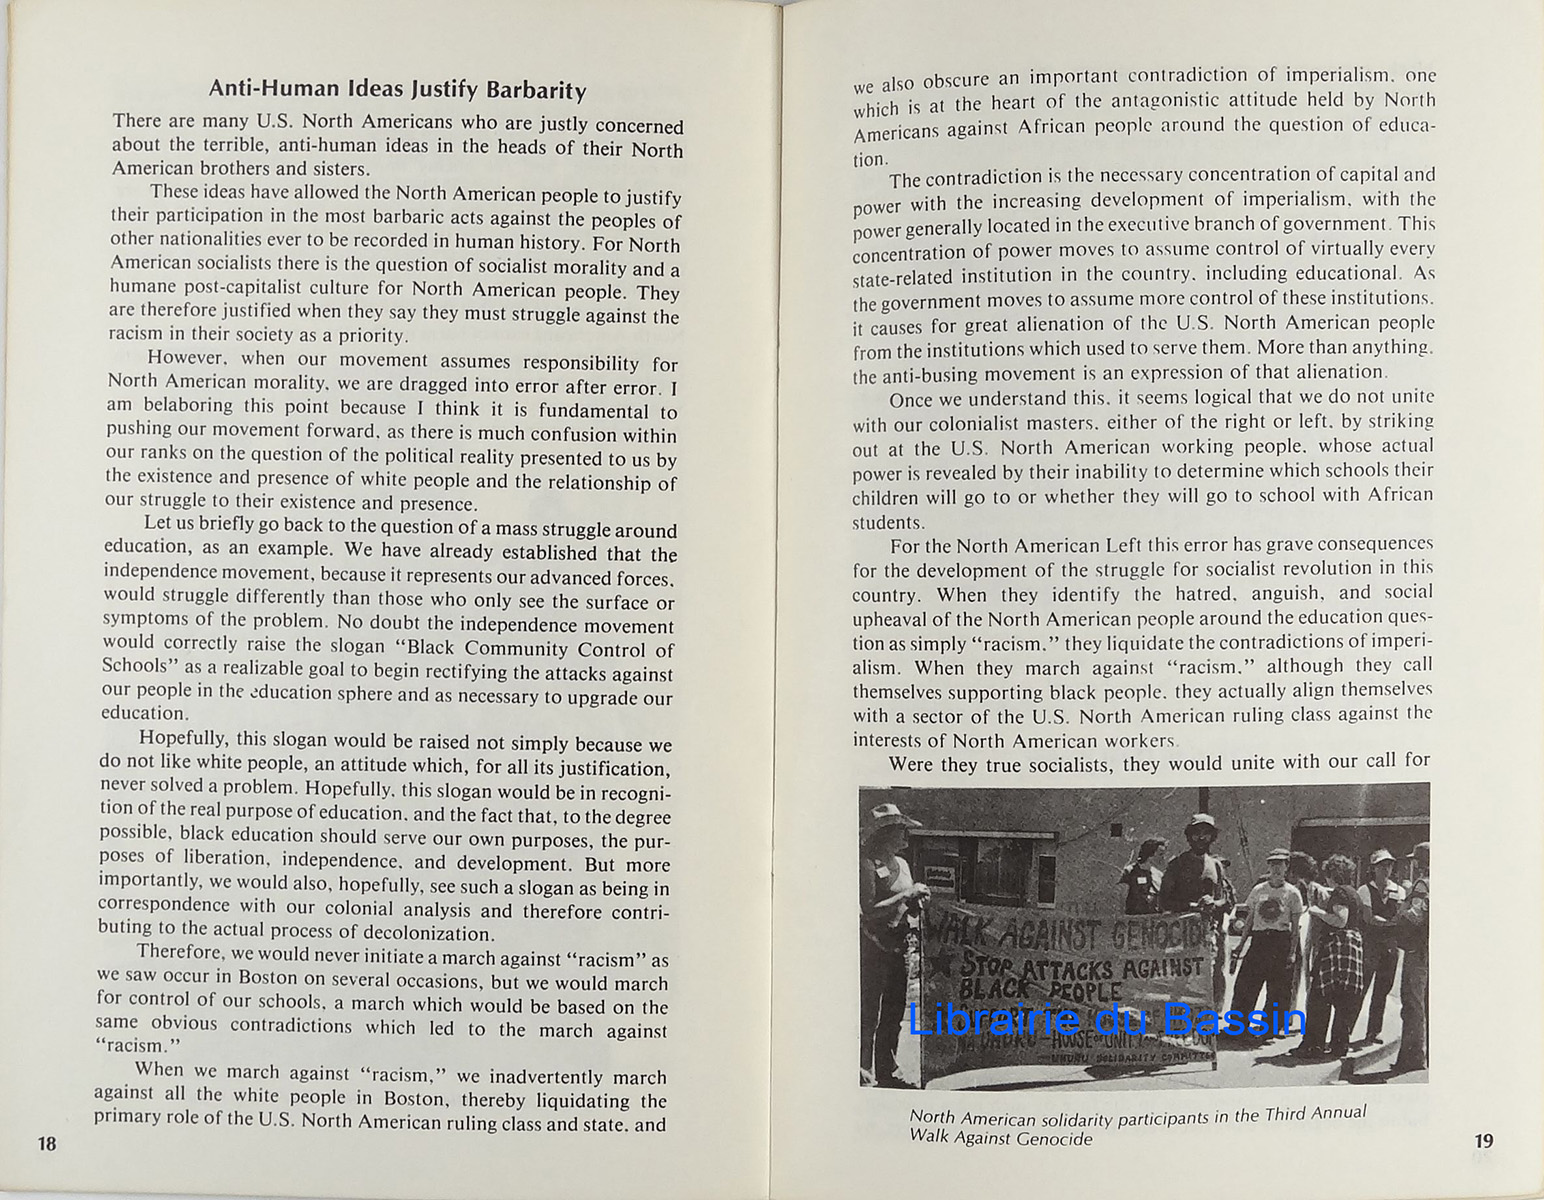 Anti-Human Ideas Justify Barbarity
There are many U.S. North Americans who are justly concerned
about the terrible, anti-human ideas in the heads of their North
American brothers and sisters.
These ideas have allowed the North American people to justify
their participation in the most barbaric acts against the peoples of
other nationalities ever to be recorded in human history. For North
American socialists there is the question of socialist morality and a
humane post-capitalist culture for North American people. They
are therefore justified when they say they must struggle against the
racism in their society as a priority.
However, when our movement assumes responsibility for
North American morality, we are dragged into error after error. I
am belaboring this point because I think it is fundamental to
pushing our movement forward, as there is much confusion within
our ranks on the question of the political reality presented to us by
the existence and presence of white people and the relationship of
our struggle to their existence and presence.
Let us briefly go back to the question of a mass struggle around
education, as an example. We have already established that the
independence movement, because it represents our advanced forces,
would struggle differently than those who only see the surface or
symptoms of the problem. No doubt the independence movement
would correctly raise the slogan "Black Community Control of
Schools" as a realizable goal to begin rectifying the attacks against
our people in the education sphere and as necessary to upgrade our
education.
Hopefully, this slogan would be raised not simply because we
do not like white people, an attitude which, for all its justification,
never solved a problem. Hopefully, this slogan would be in recogni-
tion of the real purpose of education, and the fact that, to the degree
possible, black education should serve our own purposes, the pur-
poses of liberation, independence, and development. But more
importantly, we would also, hopefully, see such a slogan as being in
correspondence with our colonial analysis and therefore contri-
buting to the actual process of decolonization.
Therefore, we would never initiate a march against "racism" as
we saw occur in Boston on several occasions, but we would march
for control of our schools, a march which would be based on the
same obvious contradictions which led to the march against
"racism."
When we march against "racism," we inadvertently march
against all the white people in Boston, thereby liquidating the
primary role of the U.S. North American ruling class and state, and
18
we also obscure an important contradiction of imperialism, one
which is at the heart of the antagonistic attitude held by North
Americans against African people around the question of educa-
tion.
The contradiction is the necessary concentration of capital and
power with the increasing development of imperialism, with the
power generally located in the executive branch of government. This
concentration of power moves to assume control of virtually every
state-related institution in the country, including educational. As
the government moves to assume more control of these institutions,
it causes for great alienation of the U.S. North American people
from the institutions which used to serve them. More than anything,
the anti-busing movement is an expression of that alienation.
Once we understand this, it seems logical that we do not unite
with our colonialist masters, either of the right or left, by striking
out at the U.S. North American working people, whose actual
power is revealed by their inability to determine which schools their
children will go to or whether they will go to school with African
students.
For the North American Left this error has grave consequences
for the development of the struggle for socialist revolution in this
country. When they identify the hatred, anguish, and social
upheaval of the North American people around the education ques-
tion as simply "racism," they liquidate the contradictions of imperi-
alism. When they march against "racism," although they call
themselves supporting black people, they actually align themselves
with a sector of the U.S. North American ruling class against the
interests of North American workers.
Were they true socialists, they would unite with our call for
WALK AGAINST GENOCIDE
STOP ATTACKS AGAINST
BLACK PEOPLE
UHURU SOLIDARITY COMMITTEE
Librairie du Bassin
North American solidarity participants in the Third Annual
Walk Against Genocide
19